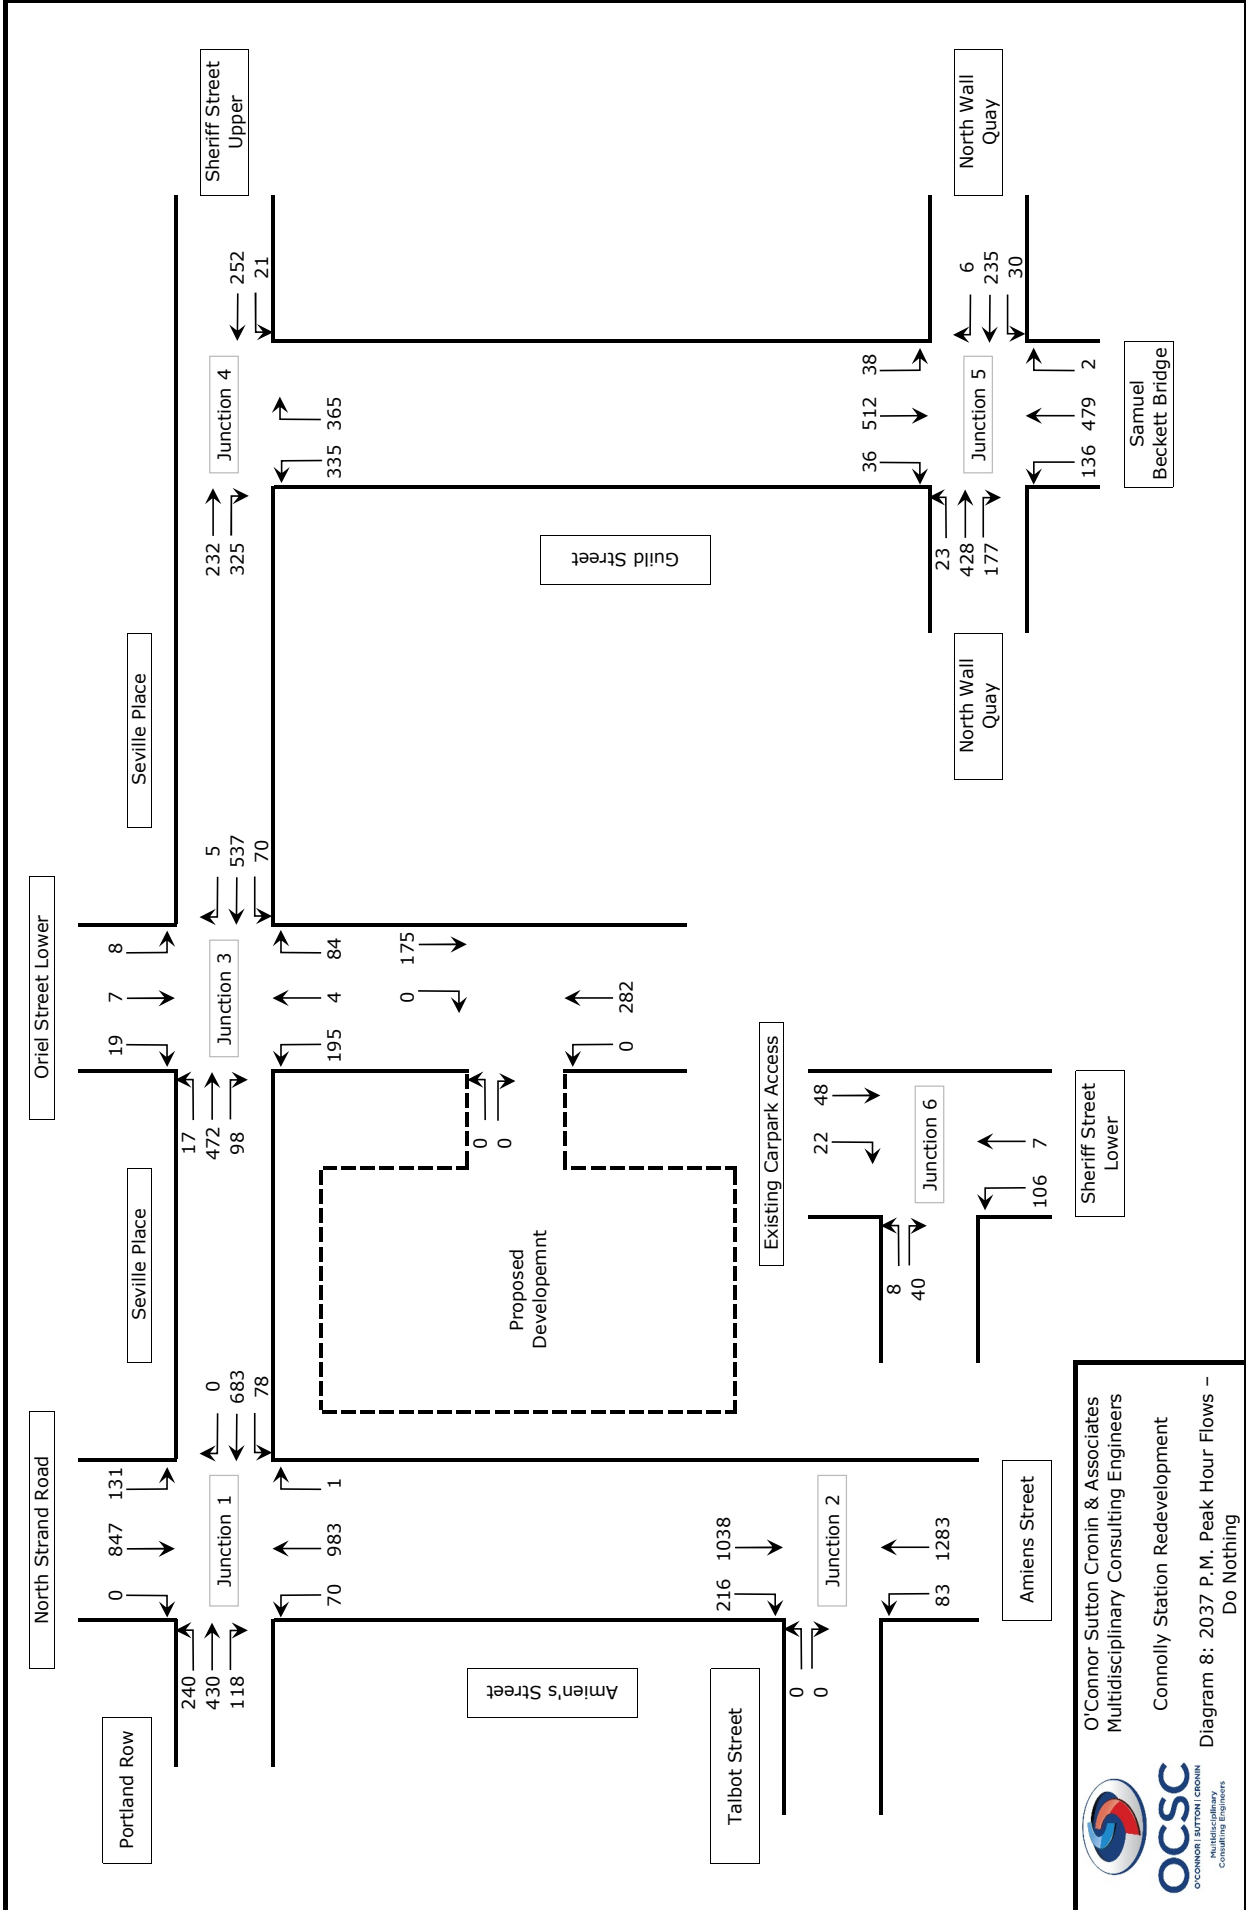 North Strand Road
Oriel Street Lower
Portland Row
Seville Place
Seville Place
Sheriff Street
Upper
0
847
131
240
430
118
Junction 1
0
683
78
70
983
1
19
7
8
17
472
98
Junction 3
5
537
70
195
4
84
232
325
Junction 4
252
21
335
365
0
175
0
0
0
282
Proposed
Developemnt
Amien's Street
Guild Street
Talbot Street
216
1038
0
0
Junction 2
83
1283
Amiens Street
Existing Carpark Access
22
48
8
40
Junction 6
106
7
Sheriff Street
Lower
36
512
38
North Wall
Quay
23
428
177
Junction 5
6
235
30
North Wall
Quay
136
479
2
Samuel
Beckett Bridge
OCSC
O'CONNOR | SUTTON | CRONIN
Multidisciplinary
Consulting Engineers
O'Connor Sutton Cronin & Associates
Multidisciplinary Consulting Engineers
Connolly Station Redevelopment
Diagram 8: 2037 P.M. Peak Hour Flows –
Do Nothing